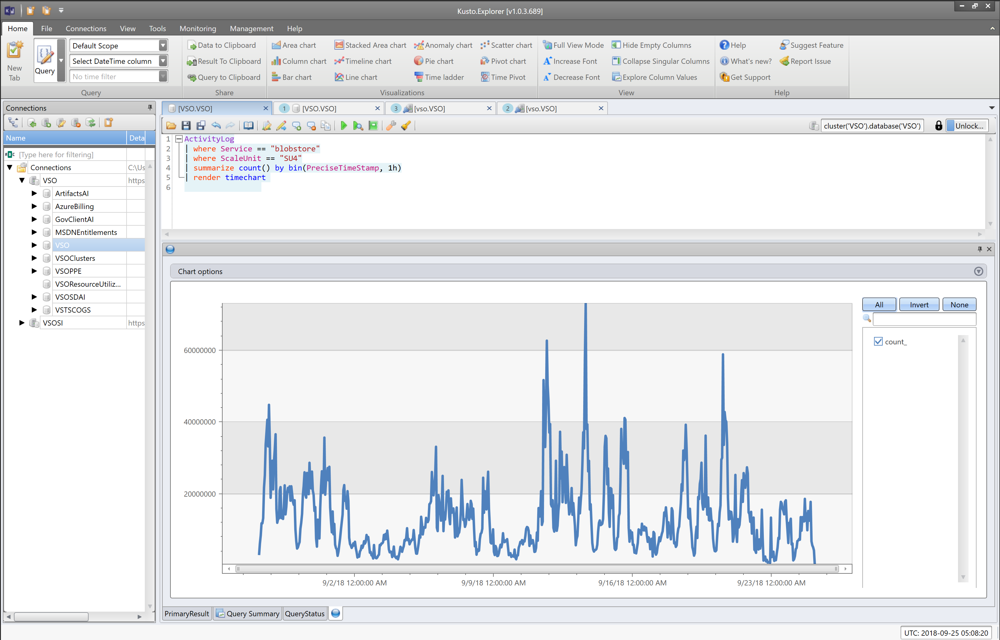 Kusto.Explorer [v1.0.3.689]
Home File Connections View Tools Monitoring Management Help
New Tab
Query
Default Scope
Select DateTime column
No time filter
Query
Data to Clipboard
Result To Clipboard
Query to Clipboard
Share
Area chart Stacked Area chart Anomaly chart Scatter chart
Column chart Timeline chart Pie chart Pivot chart
Bar chart Line chart Time ladder Time Pivot
Visualizations
Full View Mode Hide Empty Columns
Increase Font Collapse Singular Columns
Decrease Font Explore Column Values
View
Help Suggest Feature
What's new? Report Issue
Get Support
Help
Connections
Name Deta
ABC [Type here for filtering]
Connections C:\Us
VSO https
ArtifactsAI
AzureBilling
GovClientAI
MSDNEntitlements
VSO
VSOClusters
VSOPPE
VSOResourceUtiliz...
VSOSDAI
VSTSCOGS
VSOSI https
[VSO.VSO] 1 [VSO.VSO] 3 [vso.VSO] 2 [vso.VSO]
cluster('VSO').database('VSO') Unlock...
1 ActivityLog
2 | where Service == "blobstore"
3 | where ScaleUnit == "SU4"
4 | summarize count() by bin(PreciseTimeStamp, 1h)
5 | render timechart
6
Chart options
All Invert None
count_
60000000
40000000
20000000
9/2/18 12:00:00 AM 9/9/18 12:00:00 AM 9/16/18 12:00:00 AM 9/23/18 12:00:00 AM
PrimaryResult Query Summary QueryStatus
UTC: 2018-09-25 05:08:20